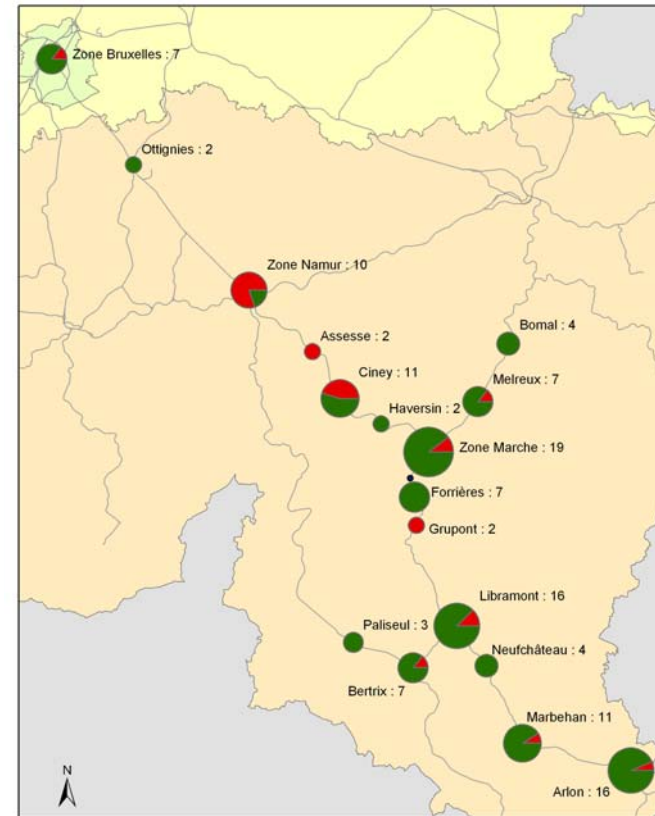 Zone Bruxelles : 7
Ottignies : 2
Zone Namur : 10
Bomal : 4
Assesse : 2
Ciney : 11
Melreux : 7
Haversin : 2
Zone Marche : 19
Forrières : 7
Grupont : 2
Libramont : 16
Paliseul : 3
Neufchâteau : 4
Bertrix : 7
Marbehan : 11
Arlon : 16
N